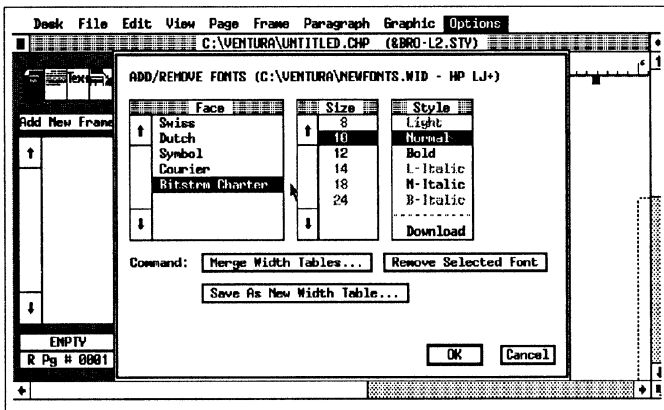 Desk File Edit View Page Frame Paragraph Graphic Options
C:\VENTURA\UNTITLED.CHP (&BRO-L2.STY)
Text
Add New Frame
EMPTY
R Pg # 0001
ADD/REMOVE FONTS (C:\VENTURA\NEWFONTS.WID - HP LJ+)
Face
Swiss
Dutch
Symbol
Courier
Bitstrm Charter
Size
8
10
12
14
18
24
Style
Light
Normal
Bold
L-Italic
N-Italic
B-Italic
Download
Command: Merge Width Tables... Remove Selected Font
Save As New Width Table...
OK Cancel